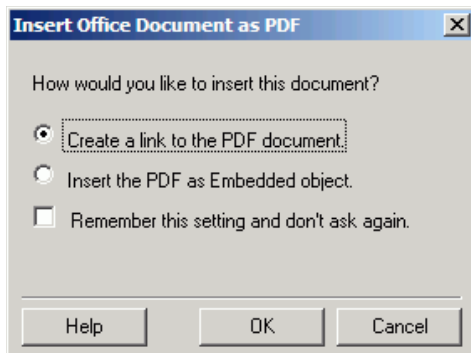 Insert Office Document as PDF
How would you like to insert this document?
Create a link to the PDF document.
Insert the PDF as Embedded object.
Remember this setting and don't ask again.
Help OK Cancel